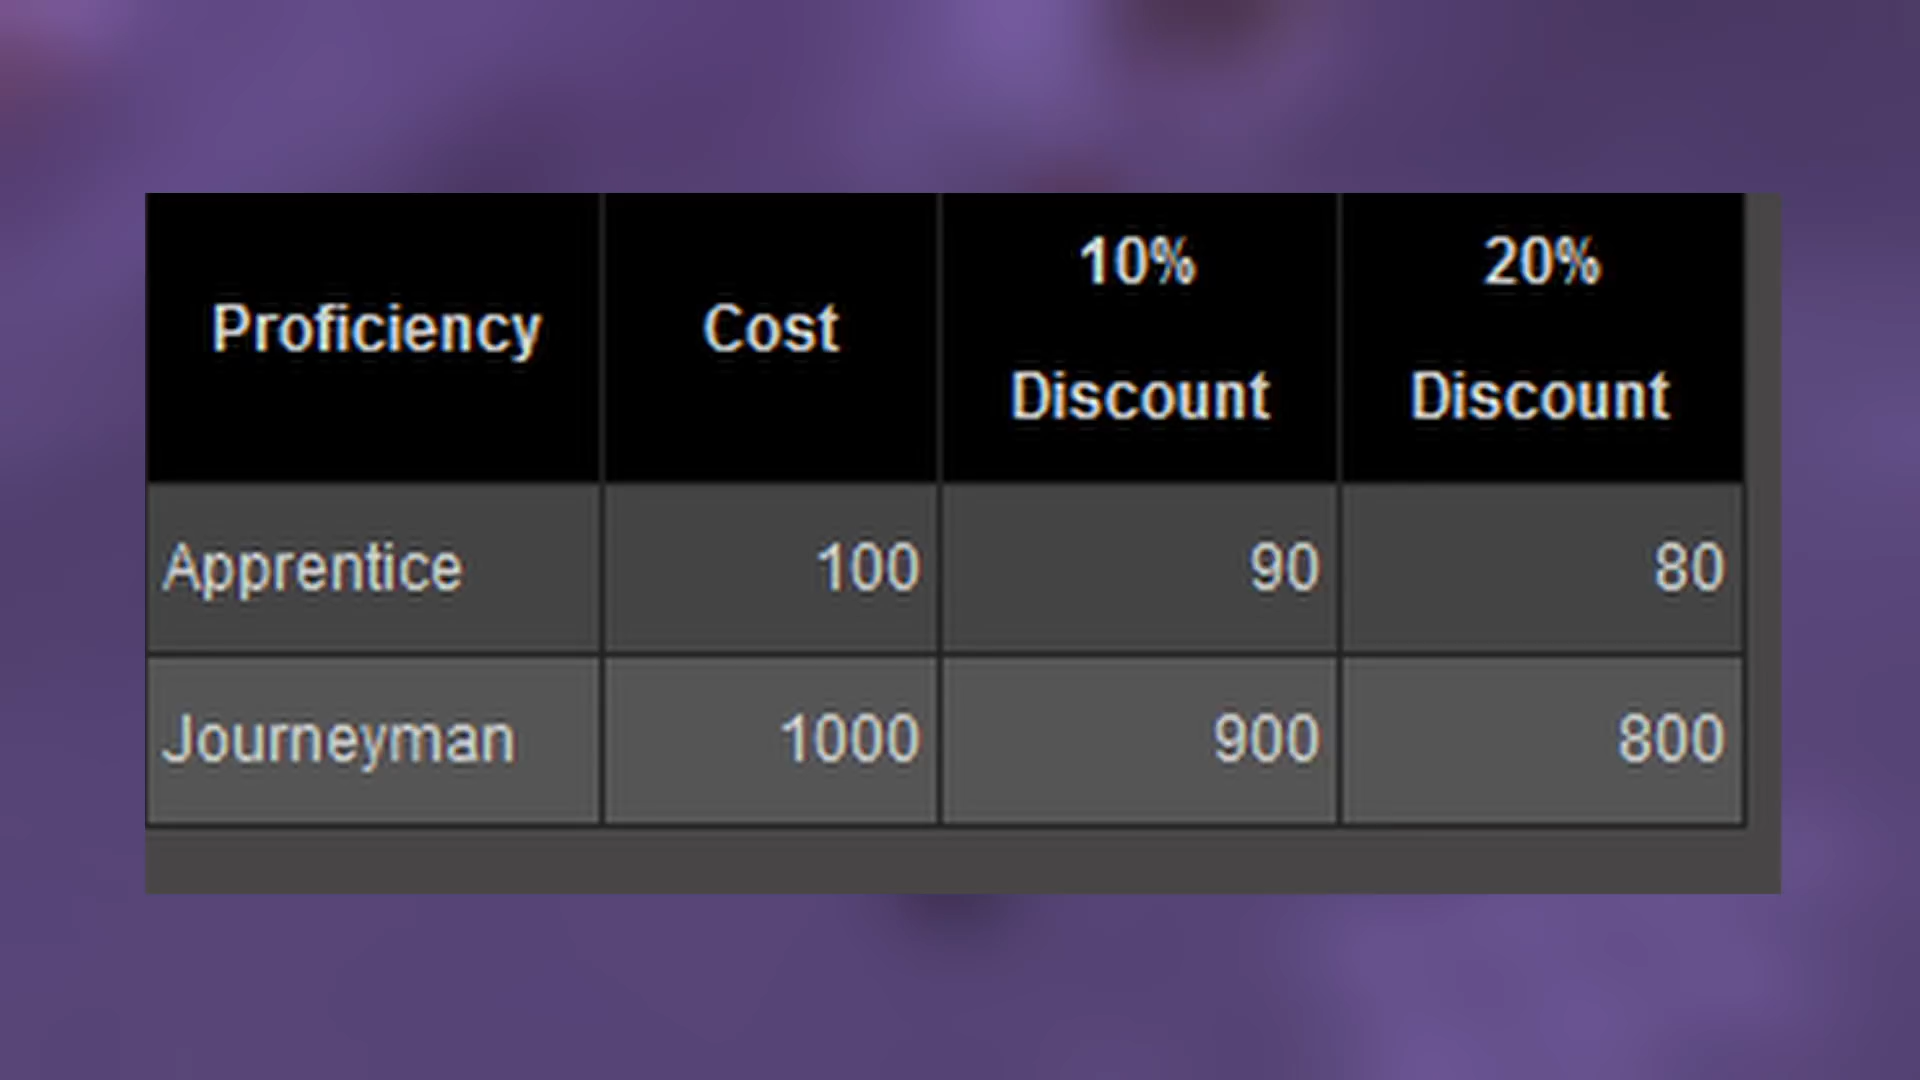 Proficiency Cost 10% Discount 20% Discount
Apprentice 100 90 80
Journeyman 1000 900 800